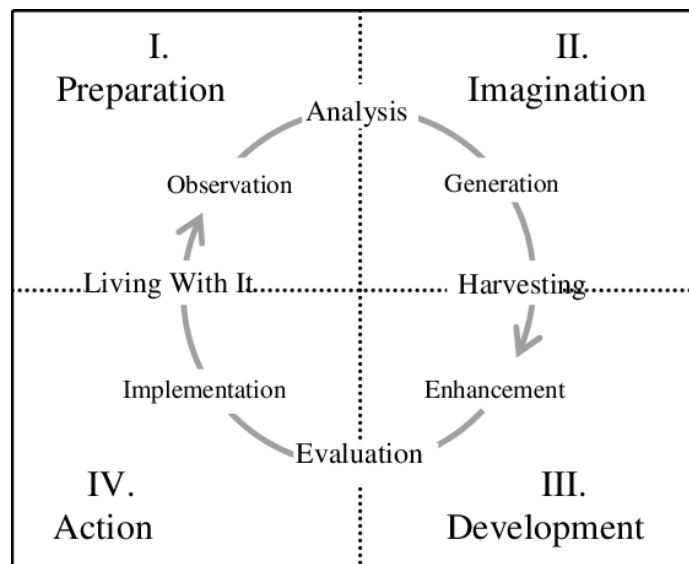 I.
Preparation
II.
Imagination
Analysis
Observation
Generation
Living With It
Harvesting
Implementation
Enhancement
Evaluation
IV.
Action
III.
Development